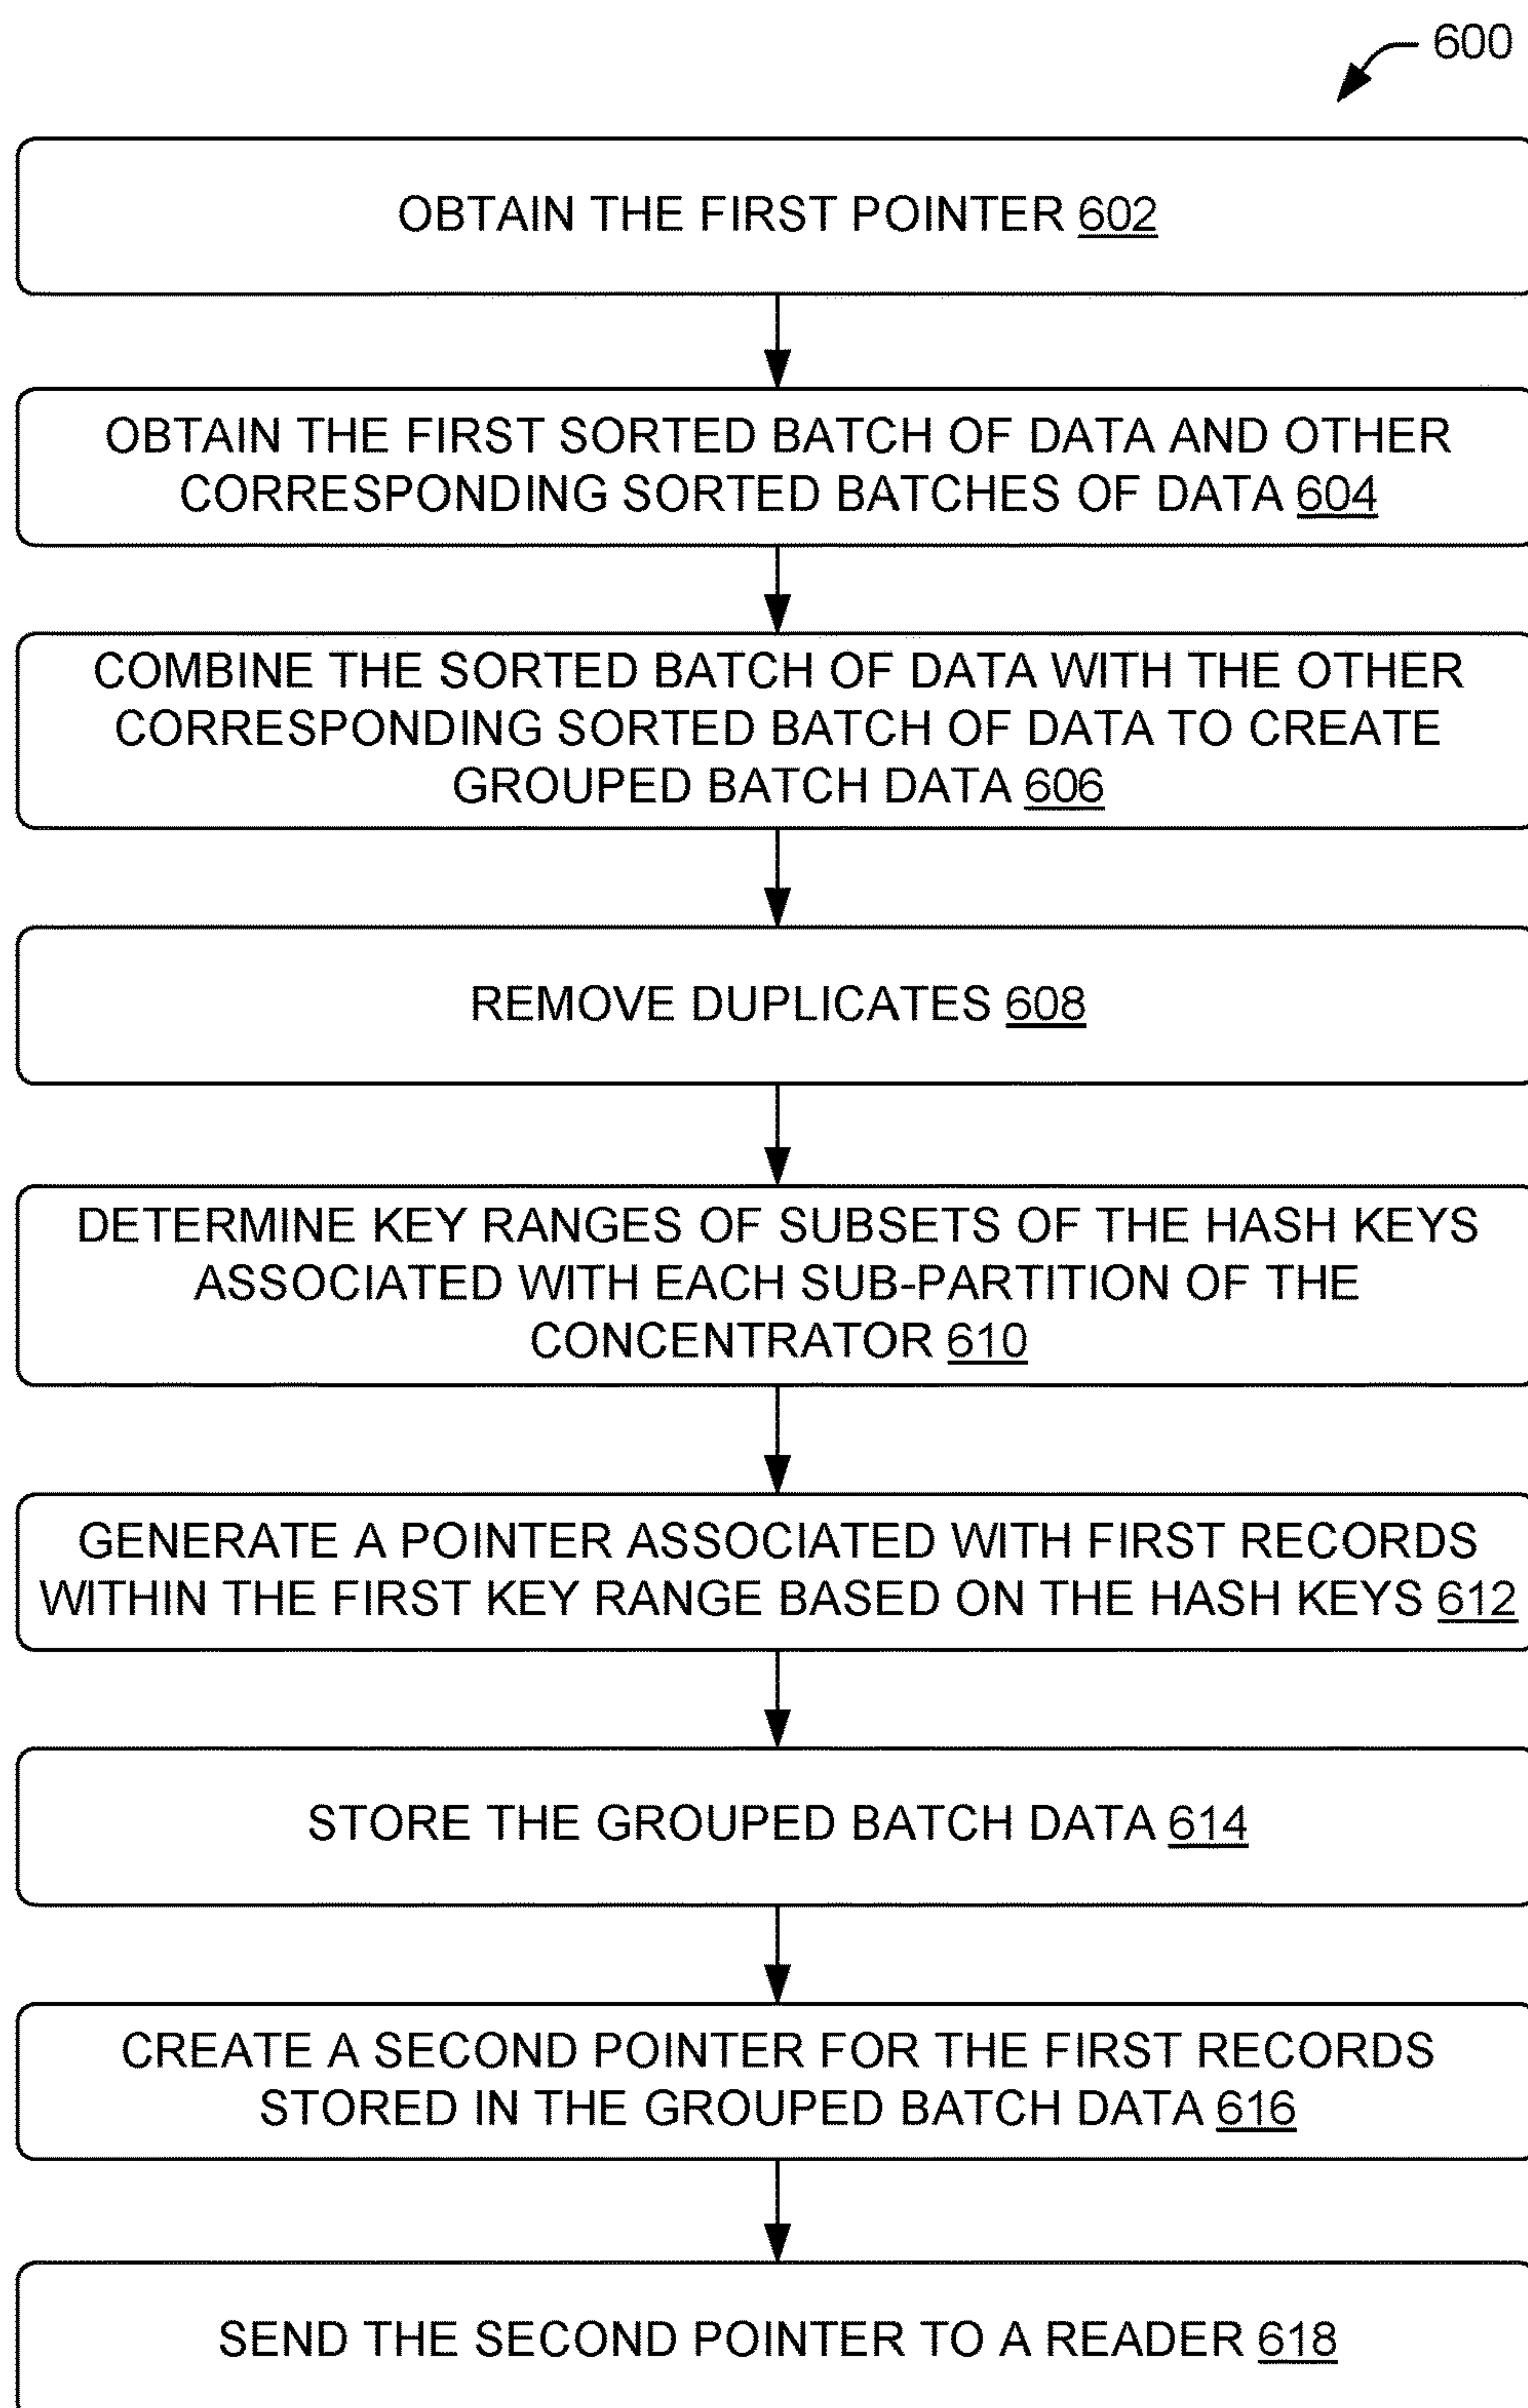 600
OBTAIN THE FIRST POINTER 602
OBTAIN THE FIRST SORTED BATCH OF DATA AND OTHER
CORRESPONDING SORTED BATCHES OF DATA 604
COMBINE THE SORTED BATCH OF DATA WITH THE OTHER
CORRESPONDING SORTED BATCH OF DATA TO CREATE
GROUPED BATCH DATA 606
REMOVE DUPLICATES 608
DETERMINE KEY RANGES OF SUBSETS OF THE HASH KEYS
ASSOCIATED WITH EACH SUB-PARTITION OF THE
CONCENTRATOR 610
GENERATE A POINTER ASSOCIATED WITH FIRST RECORDS
WITHIN THE FIRST KEY RANGE BASED ON THE HASH KEYS 612
STORE THE GROUPED BATCH DATA 614
CREATE A SECOND POINTER FOR THE FIRST RECORDS
STORED IN THE GROUPED BATCH DATA 616
SEND THE SECOND POINTER TO A READER 618